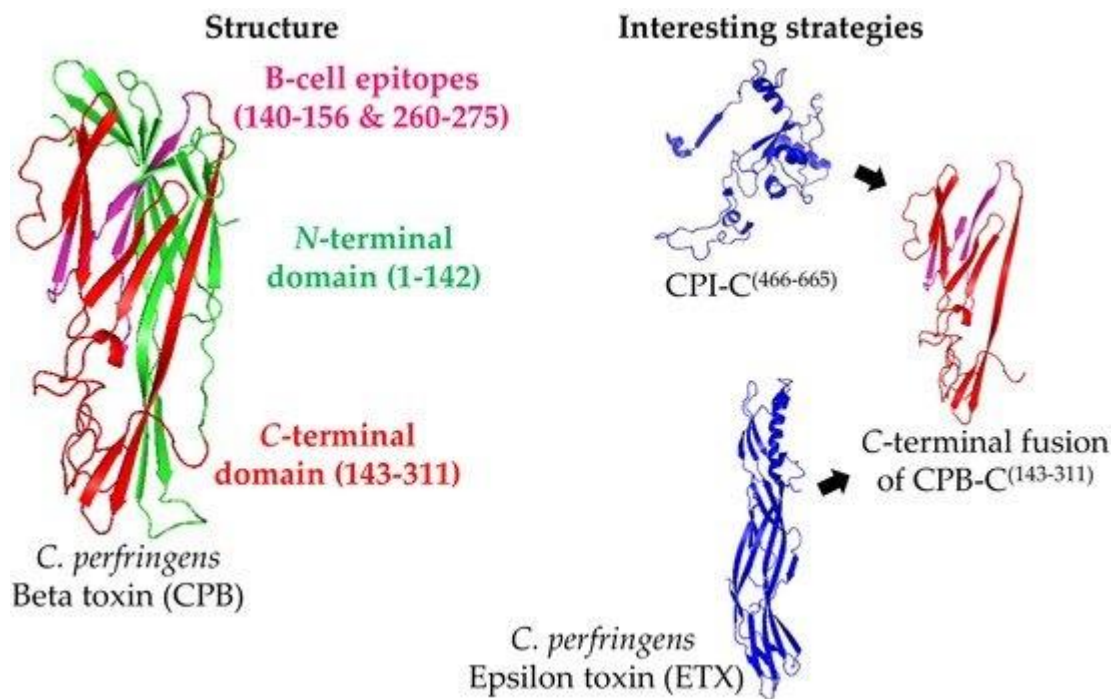 Structure
B-cell epitopes
(140-156 & 260-275)
N-terminal
domain (1-142)
C-terminal
domain (143-311)
C. perfringens
Beta toxin (CPB)
Interesting strategies
CPI-C(466-665)
C-terminal fusion
of CPB-C(143-311)
C. perfringens
Epsilon toxin (ETX)